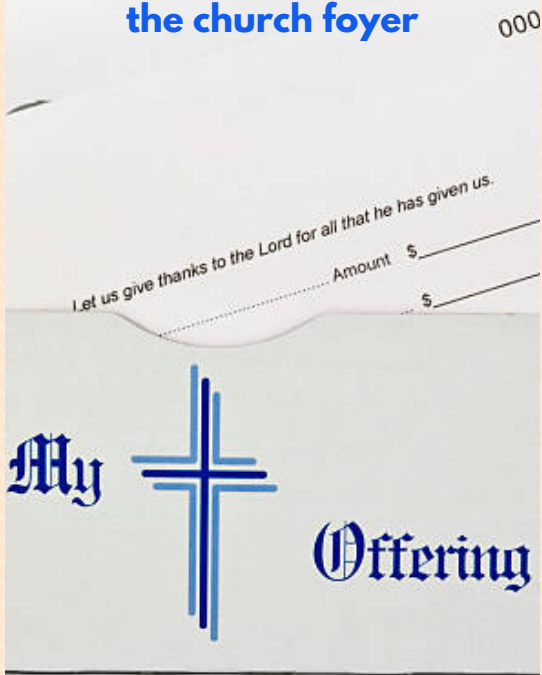 the church foyer
000
Let us give thanks to the Lord for all that he has given us.
Amount $
$
My
Offering